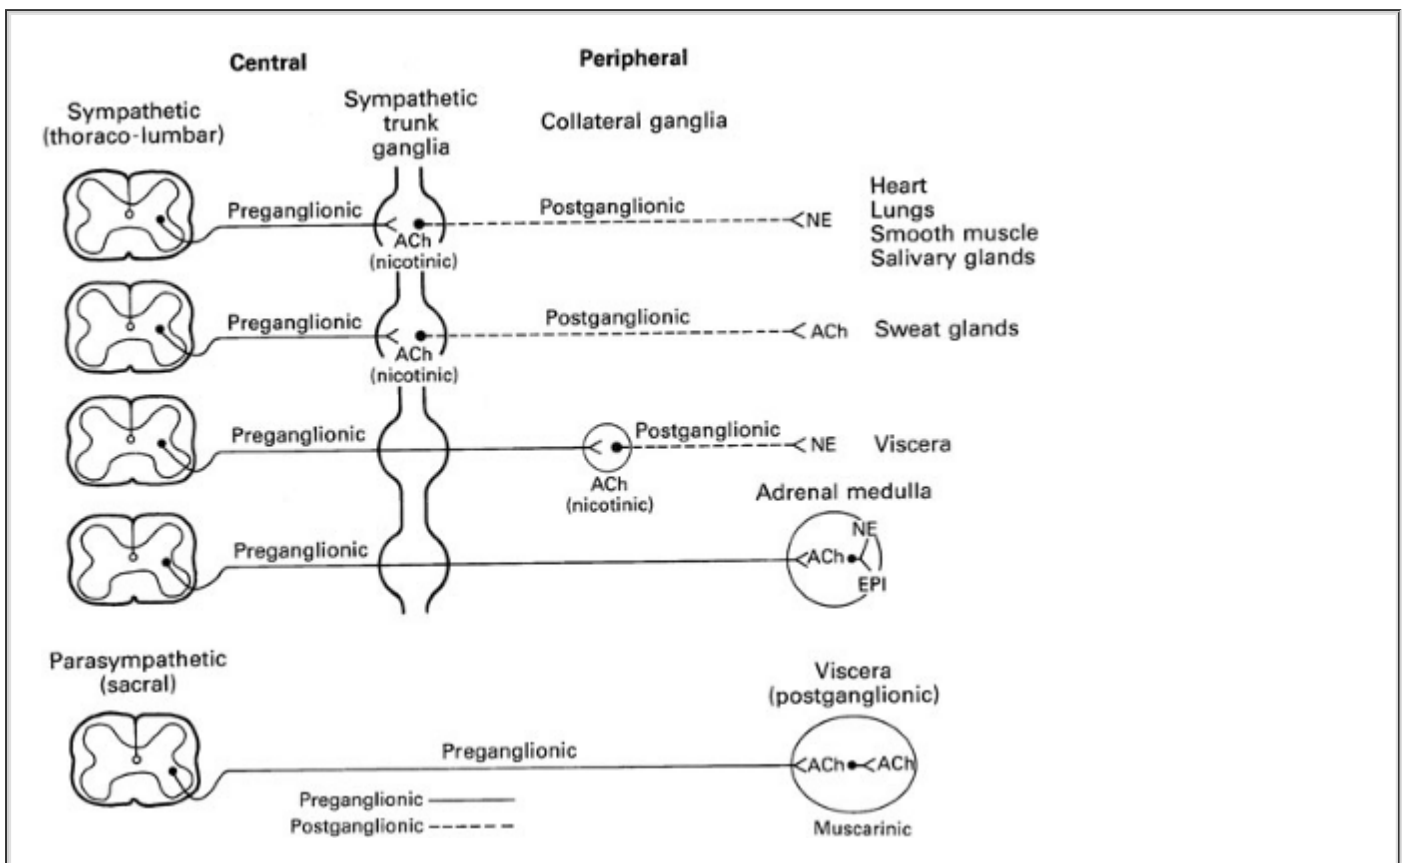 Central
Peripheral
Sympathetic
(thoraco-lumbar)
Sympathetic
trunk
ganglia
Collateral ganglia
Preganglionic
ACh
(nicotinic)
Postganglionic
NE
Heart
Lungs
Smooth muscle
Salivary glands
Preganglionic
ACh
(nicotinic)
Postganglionic
ACh
Sweat glands
Preganglionic
ACh
(nicotinic)
Postganglionic
NE
Viscera
Preganglionic
Adrenal medulla
ACh
NE
EPI
Parasympathetic
(sacral)
Preganglionic
Viscera
(postganglionic)
ACh
ACh
Muscarinic
Preganglionic
Postganglionic